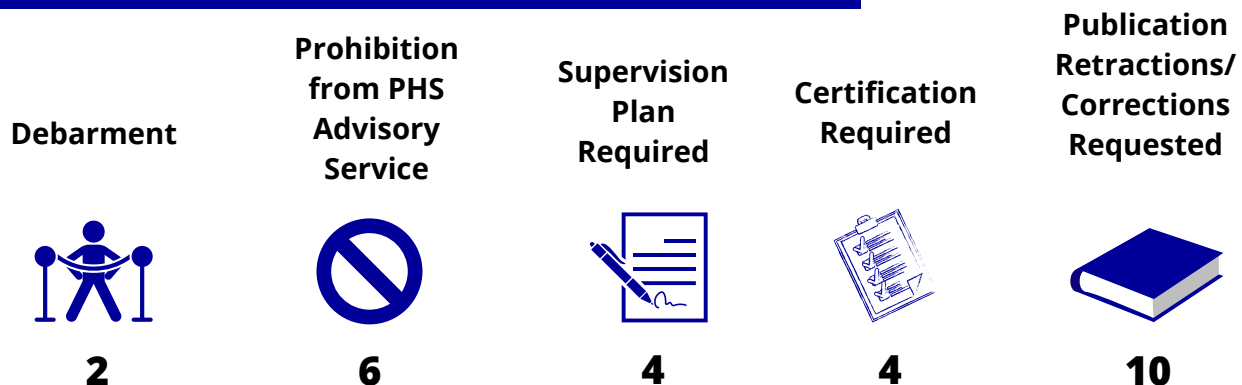 Debarment
Prohibition
from PHS
Advisory
Service
Supervision
Plan
Required
Certification
Required
Publication
Retractions/
Corrections
Requested
2
6
4
4
10